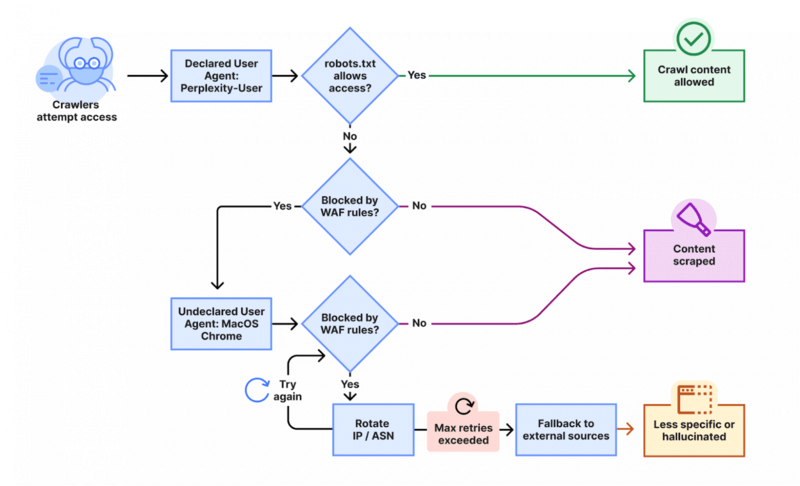 Crawlers
attempt access
Declared User
Agent:
Perplexity-User
robots.txt
allows
access?
Yes
Crawl content
allowed
No
Blocked by
WAF rules?
Yes
No
Content
scraped
Undeclared User
Agent: MacOS
Chrome
Blocked by
WAF rules?
No
Yes
Try
again
Rotate
IP / ASN
Max retries
exceeded
Fallback to
external sources
Less specific or
hallucinated